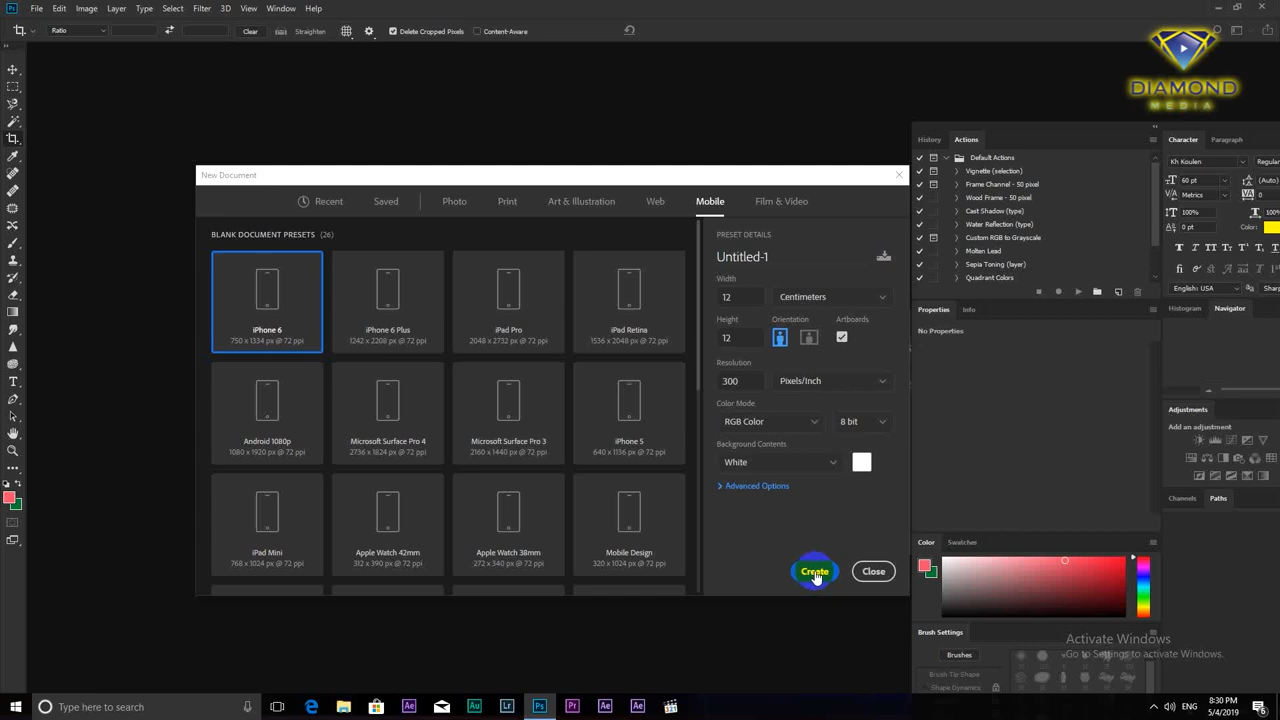 Ps File Edit Image Layer Type Select Filter 3D View Window Help
Ratio Clear Straighten Delete Cropped Pixels Content-Aware
DIAMOND
MEDIA
History Actions
Character Paragraph
Default Actions
Vignette (selection)
Frame Channel - 50 pixel
Wood Frame - 50 pixel
Cast Shadow (type)
Water Reflection (type)
Custom RGB to Grayscale
Molten Lead
Sepia Toning (layer)
Quadrant Colors
Kh Koulen Regular
60 pt (Auto)
Metrics 0
100% 100%
0 pt Color:
English: USA Sharp
New Document
Recent Saved Photo Print Art & Illustration Web Mobile Film & Video
BLANK DOCUMENT PRESETS (26)
iPhone 6
750 x 1334 px @ 72 ppi
iPhone 6 Plus
1242 x 2208 px @ 72 ppi
iPad Pro
2048 x 2732 px @ 72 ppi
iPad Retina
1536 x 2048 px @ 72 ppi
Android 1080p
1080 x 1920 px @ 72 ppi
Microsoft Surface Pro 4
2736 x 1824 px @ 72 ppi
Microsoft Surface Pro 3
2160 x 1440 px @ 72 ppi
iPhone 5
640 x 1136 px @ 72 ppi
iPad Mini
768 x 1024 px @ 72 ppi
Apple Watch 42mm
312 x 390 px @ 72 ppi
Apple Watch 38mm
272 x 340 px @ 72 ppi
Mobile Design
320 x 1024 px @ 72 ppi
PRESET DETAILS
Untitled-1
Width
12 Centimeters
Height Orientation Artboards
12
Resolution
300 Pixels/Inch
Color Mode
RGB Color 8 bit
Background Contents
White
Advanced Options
Create Close
Properties Info
No Properties
Histogram Navigator
Adjustments
Add an adjustment
Channels Paths
Color Swatches
Brush Settings
Brushes
Brush Tip Shape
Shape Dynamics
Activate Windows
Go to Settings to activate Windows.
Type here to search
Ae Au Lr Ps Pr Ae Ae
ENG
8:30 PM
5/4/2019